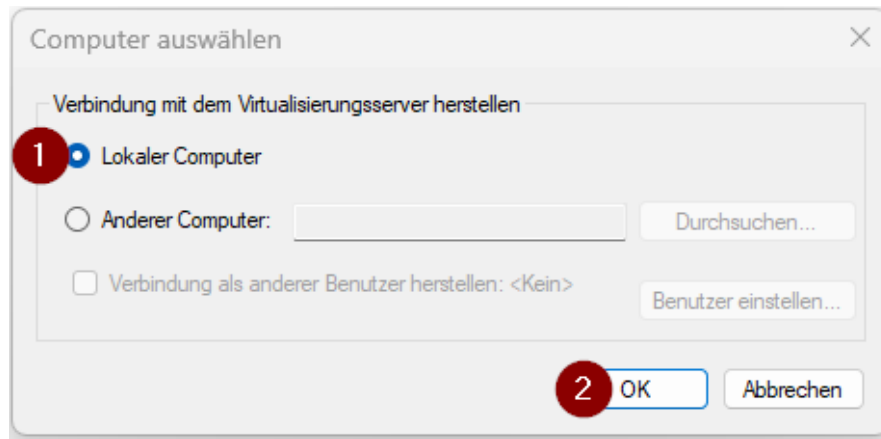 Computer auswählen
Verbindung mit dem Virtualisierungsserver herstellen
1 Lokaler Computer
Anderer Computer: Durchsuchen...
Verbindung als anderer Benutzer herstellen: <Kein>
Benutzer einstellen...
2 OK Abbrechen